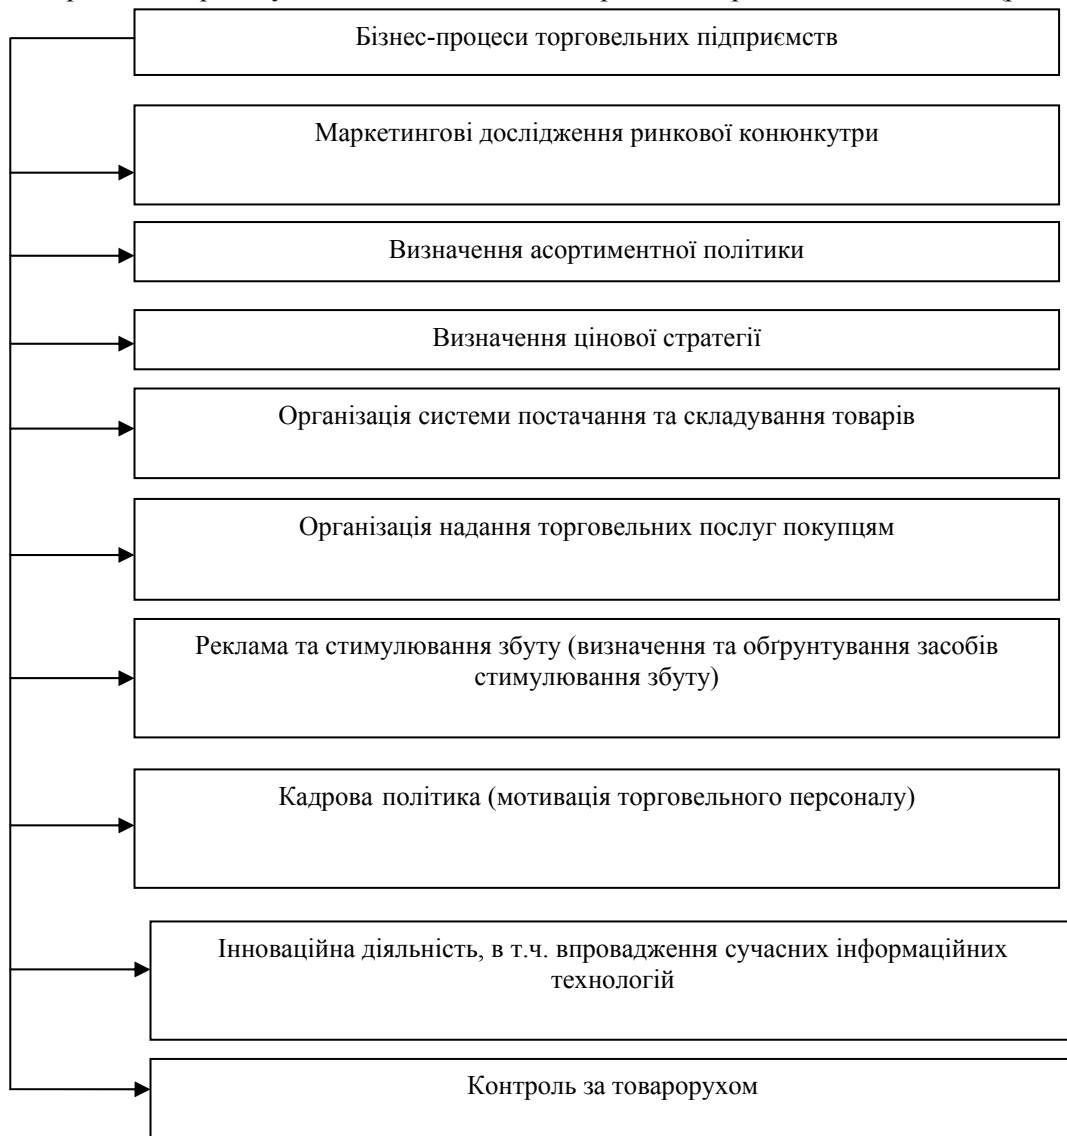 Бізнес-процеси торговельних підприємств
Маркетингові дослідження ринкової конюнкутри
Визначення асортиментної політики
Визначення цінової стратегії
Організація системи постачання та складування товарів
Організація надання торговельних послуг покупцям
Реклама та стимулювання збуту (визначення та обґрунтування засобів
стимулювання збуту)
Кадрова політика (мотивація торговельного персоналу)
Інноваційна діяльність, в т.ч. впровадження сучасних інформаційних
технологій
Контроль за товарорухом